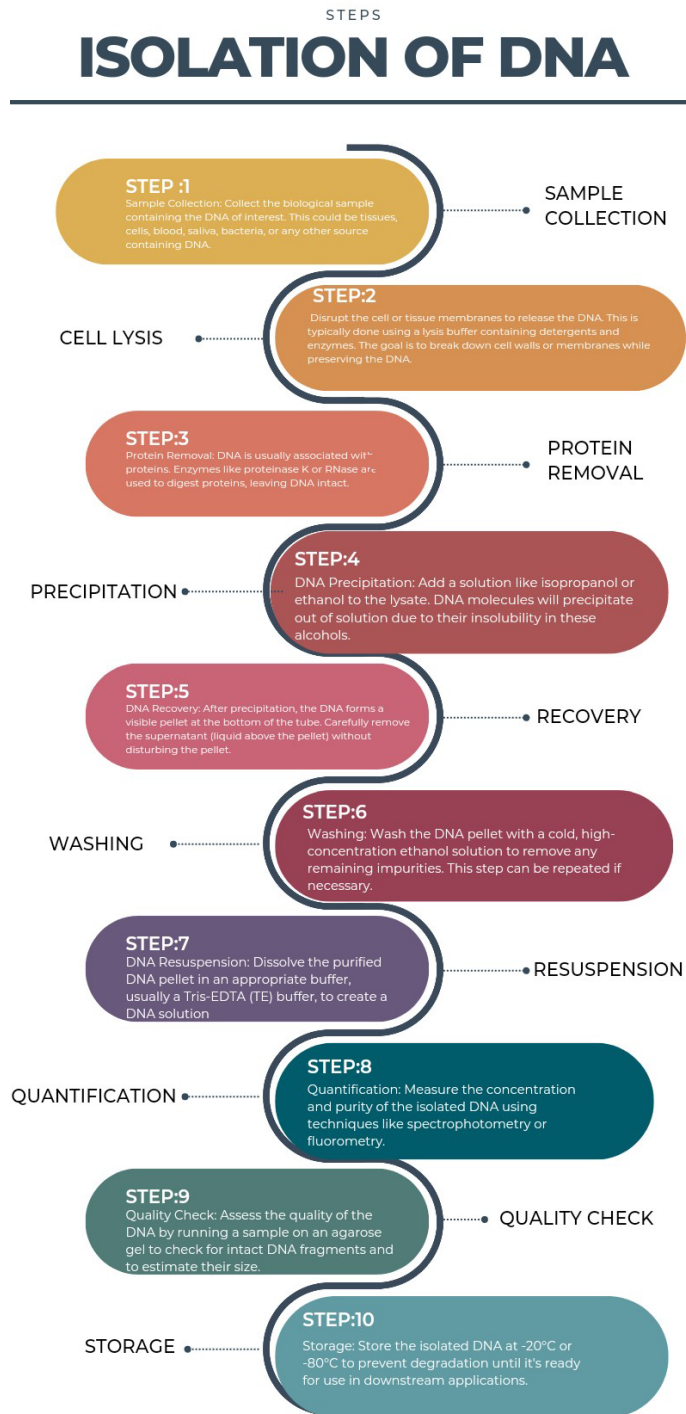 STEPS
ISOLATION OF DNA
STEP :1
Sample Collection: Collect the biological sample
containing the DNA of interest. This could be tissues,
cells, blood, saliva, bacteria, or any other source
containing DNA.
SAMPLE
COLLECTION
STEP:2
Disrupt the cell or tissue membranes to release the DNA. This is
typically done using a lysis buffer containing detergents and
enzymes. The goal is to break down cell walls or membranes while
preserving the DNA.
CELL LYSIS
STEP:3
Protein Removal: DNA is usually associated with
proteins. Enzymes like proteinase K or RNase are
used to digest proteins, leaving DNA intact.
PROTEIN
REMOVAL
STEP:4
DNA Precipitation: Add a solution like isopropanol or
ethanol to the lysate. DNA molecules will precipitate
out of solution due to their insolubility in these
alcohols.
PRECIPITATION
STEP:5
DNA Recovery: After precipitation, the DNA forms a
visible pellet at the bottom of the tube. Carefully remove
the supernatant (liquid above the pellet) without
disturbing the pellet.
RECOVERY
STEP:6
Washing: Wash the DNA pellet with a cold, high-
concentration ethanol solution to remove any
remaining impurities. This step can be repeated if
necessary.
WASHING
STEP:7
DNA Resuspension: Dissolve the purified
DNA pellet in an appropriate buffer,
usually a Tris-EDTA (TE) buffer, to create a
DNA solution
RESUSPENSION
STEP:8
Quantification: Measure the concentration
and purity of the isolated DNA using
techniques like spectrophotometry or
fluorometry.
QUANTIFICATION
STEP:9
Quality Check: Assess the quality of the
DNA by running a sample on an agarose
gel to check for intact DNA fragments and
to estimate their size.
QUALITY CHECK
STEP:10
Storage: Store the isolated DNA at -20°C or
-80°C to prevent degradation until it's ready
for use in downstream applications.
STORAGE